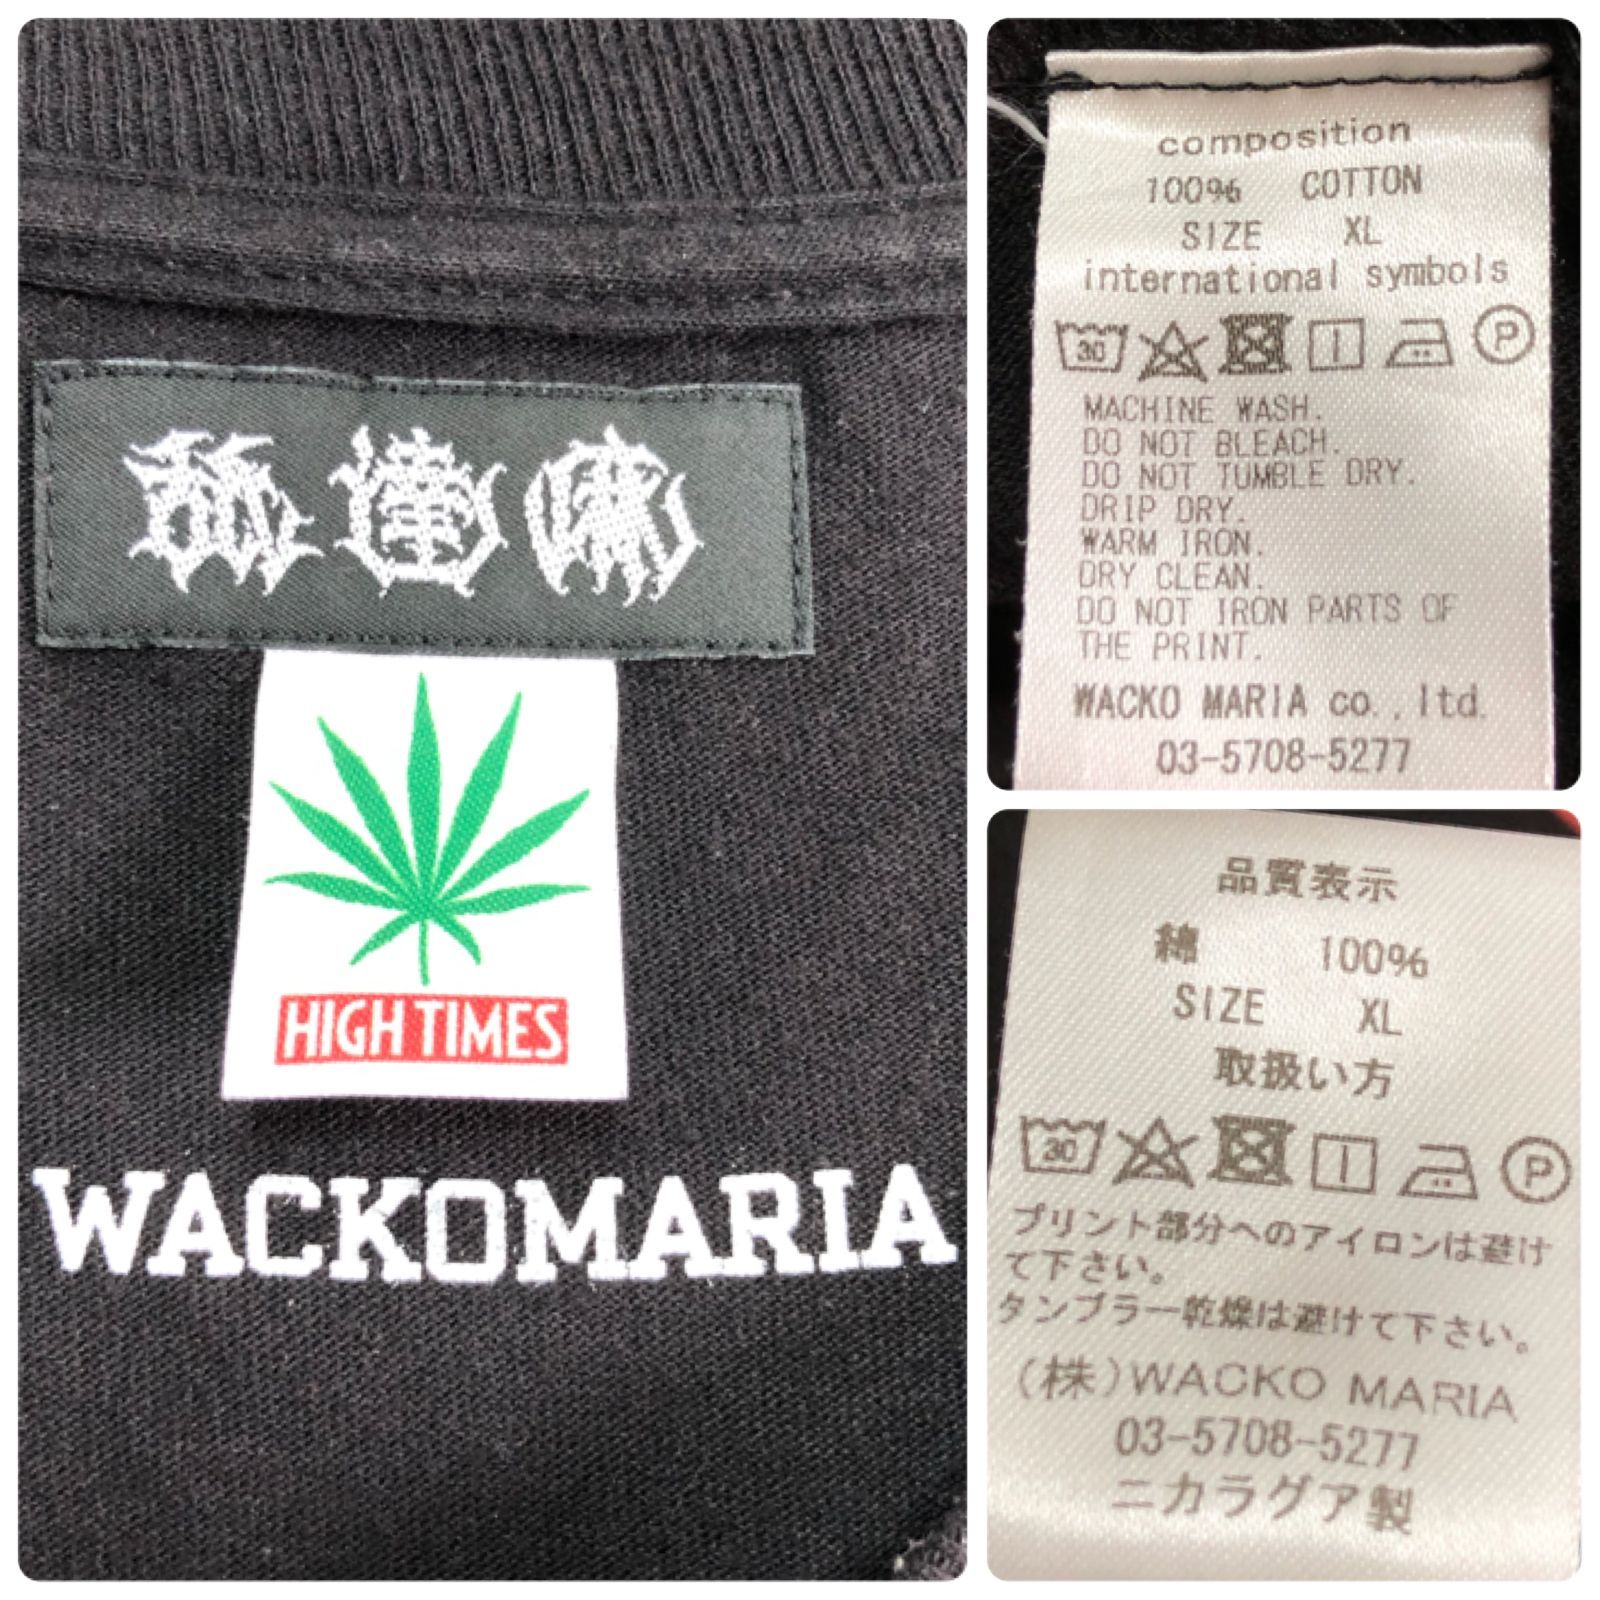 HIGH TIMES
WACKOMARIA
composition
100% COTTON
SIZE XL
international symbols
30
P
MACHINE WASH.
DO NOT BLEACH.
DO NOT TUMBLE DRY.
DRIP DRY.
WARM IRON.
DRY CLEAN.
DO NOT IRON PARTS OF
THE PRINT.
WACKO MARIA co.,ltd.
03-5708-5277
品質表示
綿 100%
SIZE XL
取扱い方
30
P
プリント部分へのアイロンは避け
て下さい。
タンブラー乾燥は避けて下さい。
(株)WACKO MARIA
03-5708-5277
ニカラグア製